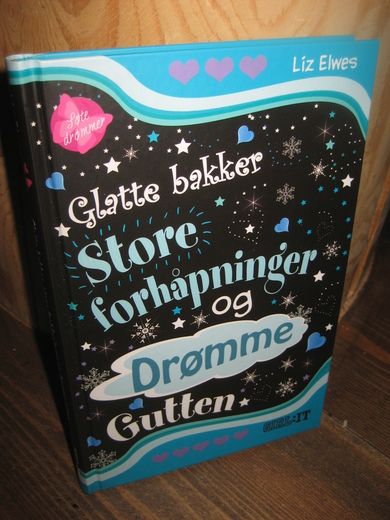 Liz Elwes
Søte
drømmer
Glatte bakker
Store
forhåpninger
og
Drømme
Gutten